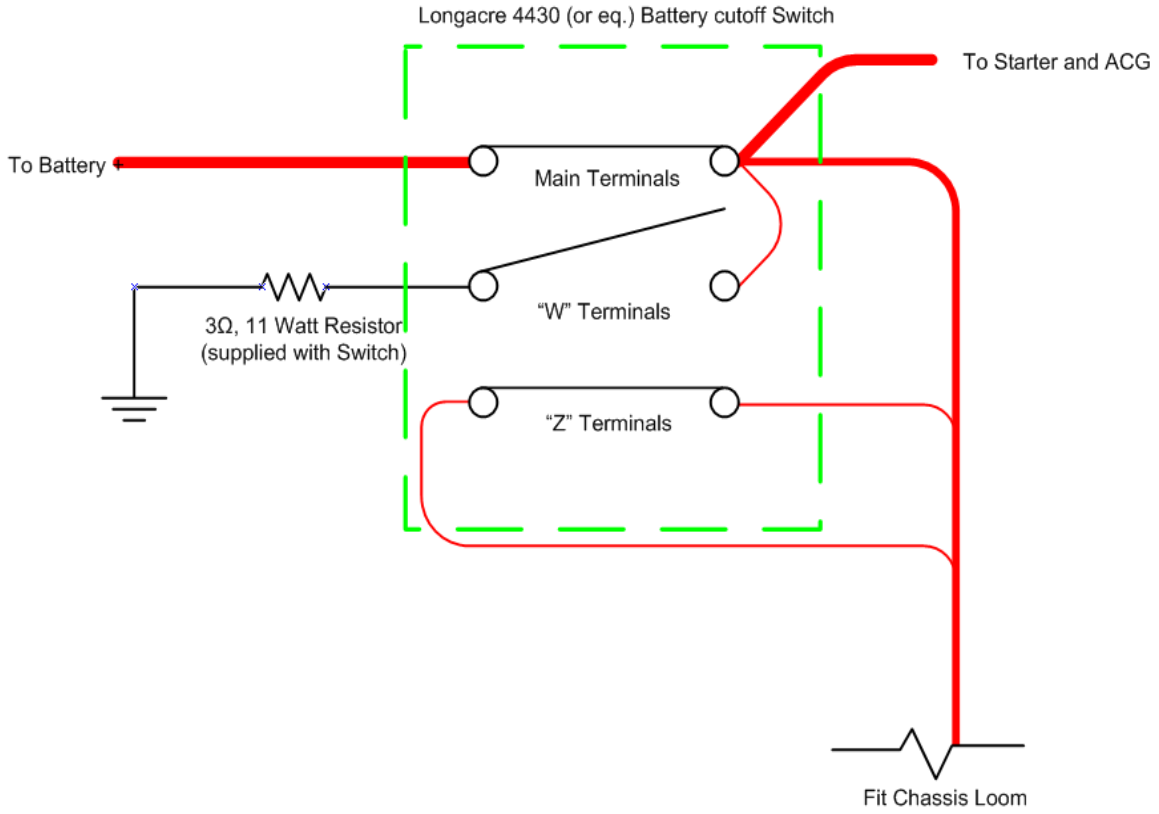 Longacre 4430 (or eq.) Battery cutoff Switch
To Starter and ACG
To Battery +
Main Terminals
“W” Terminals
3Ω, 11 Watt Resistor
(supplied with Switch)
“Z” Terminals
Fit Chassis Loom